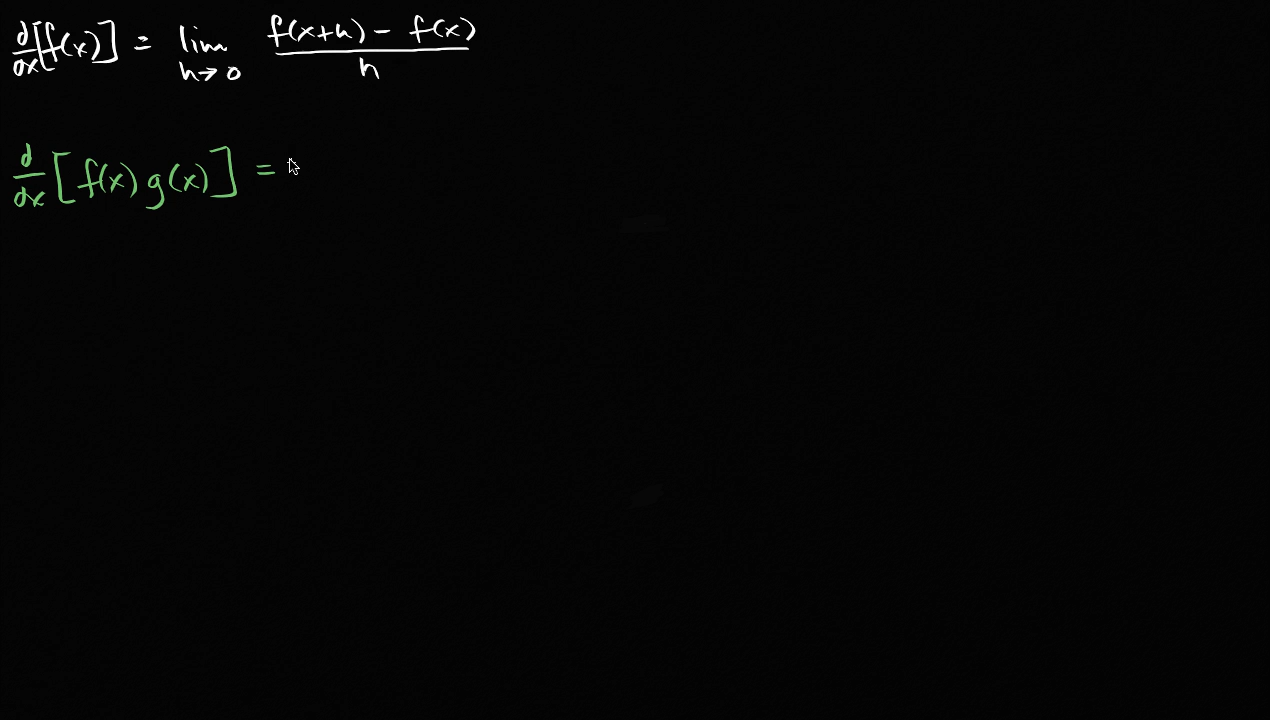 d/dx [f(x)] = lim h→0 f(x+h) - f(x) / h
d/dx [f(x) g(x)] =